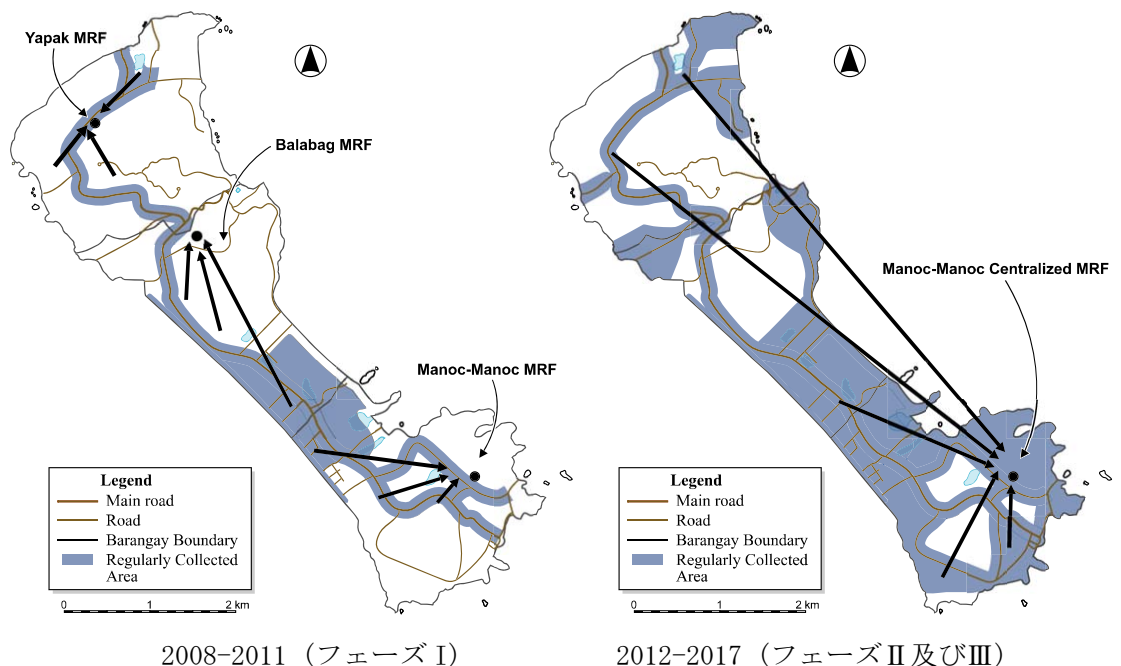 Yapak MRF
Balabag MRF
Manoc-Manoc MRF
Legend
Main road
Road
Barangay Boundary
Regularly Collected
Area
0 1 2 km
2008-2011 (フェーズⅠ)
Manoc-Manoc Centralized MRF
Legend
Main road
Road
Barangay Boundary
Regularly Collected
Area
0 1 2 km
2012-2017 (フェーズⅡ及びⅢ)